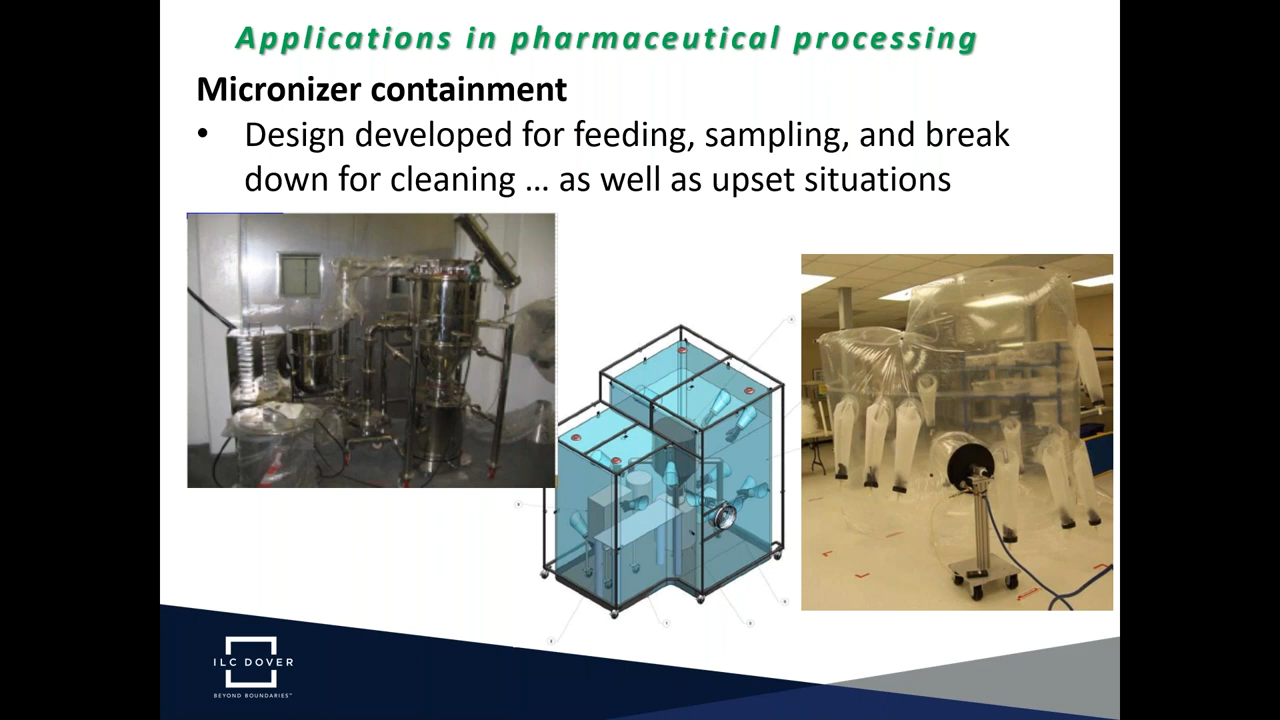 Applications in pharmaceutical processing
Micronizer containment
• Design developed for feeding, sampling, and break
down for cleaning … as well as upset situations
ILC DOVER
BEYOND BOUNDARIES™